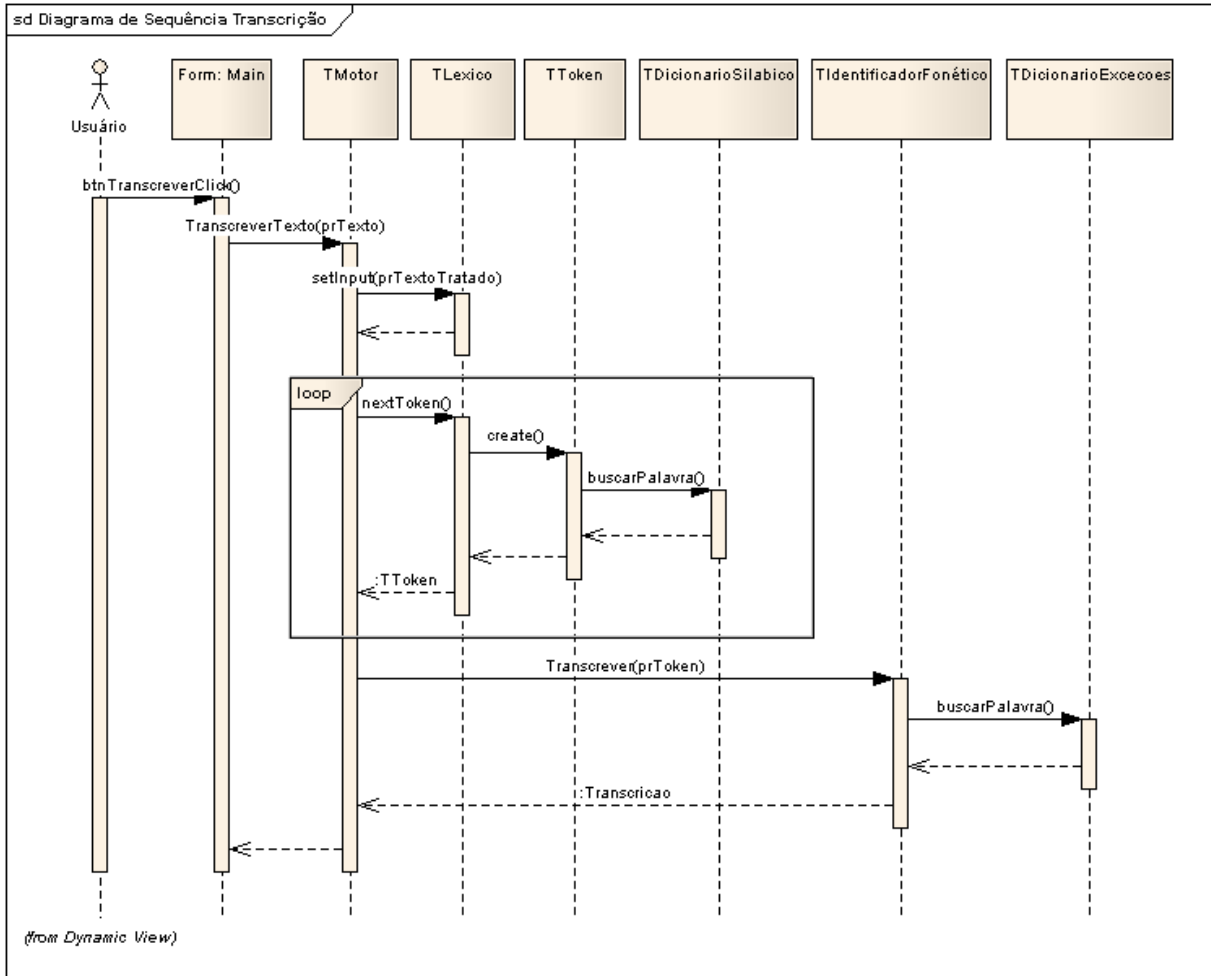 sd Diagrama de Sequência Transcrição
Usuário
Form: Main
TMotor
TLexico
TToken
TDicionarioSilabico
TIdentificadorFonético
TDicionarioExcecoes
btnTranscreverClick()
TranscreverTexto(prTexto)
setInput(prTextoTratado)
loop
nextToken()
create()
buscarPalavra()
:TToken
Transcrever(prToken)
buscarPalavra()
:Transcricao
(from Dynamic View)